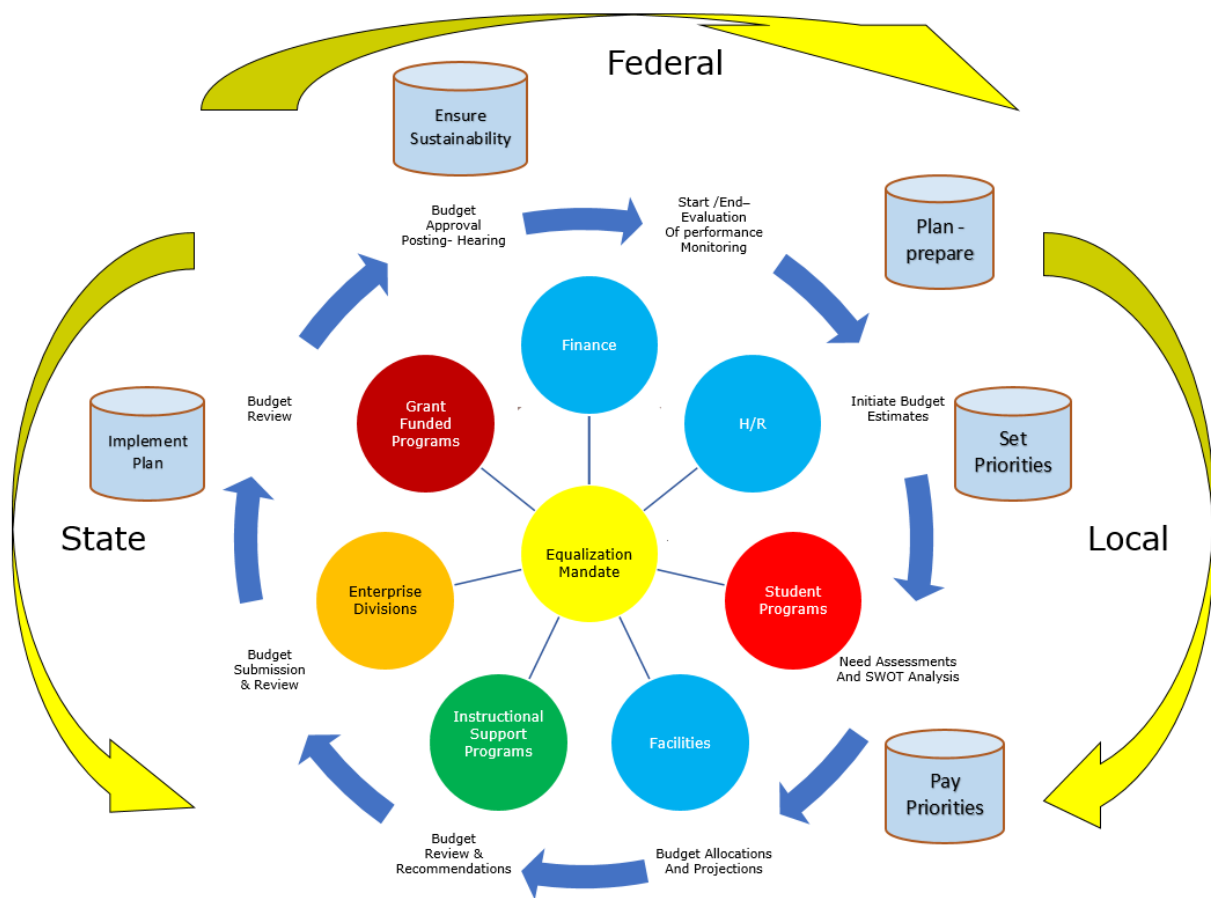 Federal
Ensure
Sustainability
Budget
Approval
Posting- Hearing
Start /End–
Evaluation
Of performance
Monitoring
Plan -
prepare
Finance
Grant
Funded
Programs
H/R
Budget
Review
Implement
Plan
Initiate Budget
Estimates
Set
Priorities
State
Local
Equalization
Mandate
Enterprise
Divisions
Student
Programs
Budget
Submission
& Review
Need Assessments
And SWOT Analysis
Instructional
Support
Programs
Facilities
Pay
Priorities
Budget
Review &
Recommendations
Budget Allocations
And Projections